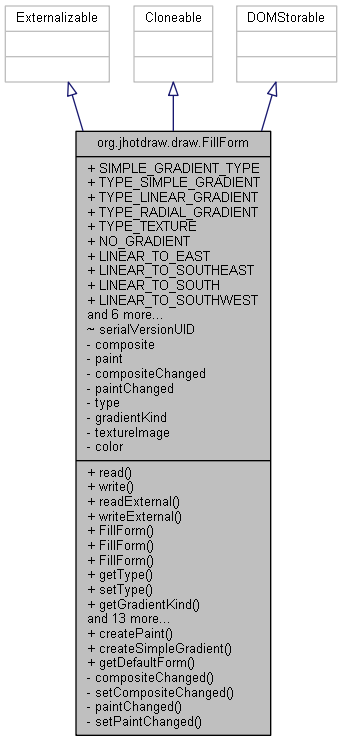 Externalizable
Cloneable
DOMStorable
org.jhotdraw.draw.FillForm
+ SIMPLE_GRADIENT_TYPE
+ TYPE_SIMPLE_GRADIENT
+ TYPE_LINEAR_GRADIENT
+ TYPE_RADIAL_GRADIENT
+ TYPE_TEXTURE
+ NO_GRADIENT
+ LINEAR_TO_EAST
+ LINEAR_TO_SOUTHEAST
+ LINEAR_TO_SOUTH
+ LINEAR_TO_SOUTHWEST
and 6 more...
~ serialVersionUID
- composite
- paint
- compositeChanged
- paintChanged
- type
- gradientKind
- textureImage
- color
+ read()
+ write()
+ readExternal()
+ writeExternal()
+ FillForm()
+ FillForm()
+ FillForm()
+ getType()
+ setType()
+ getGradientKind()
and 13 more...
+ createPaint()
+ createSimpleGradient()
+ getDefaultForm()
- compositeChanged()
- setCompositeChanged()
- paintChanged()
- setPaintChanged()